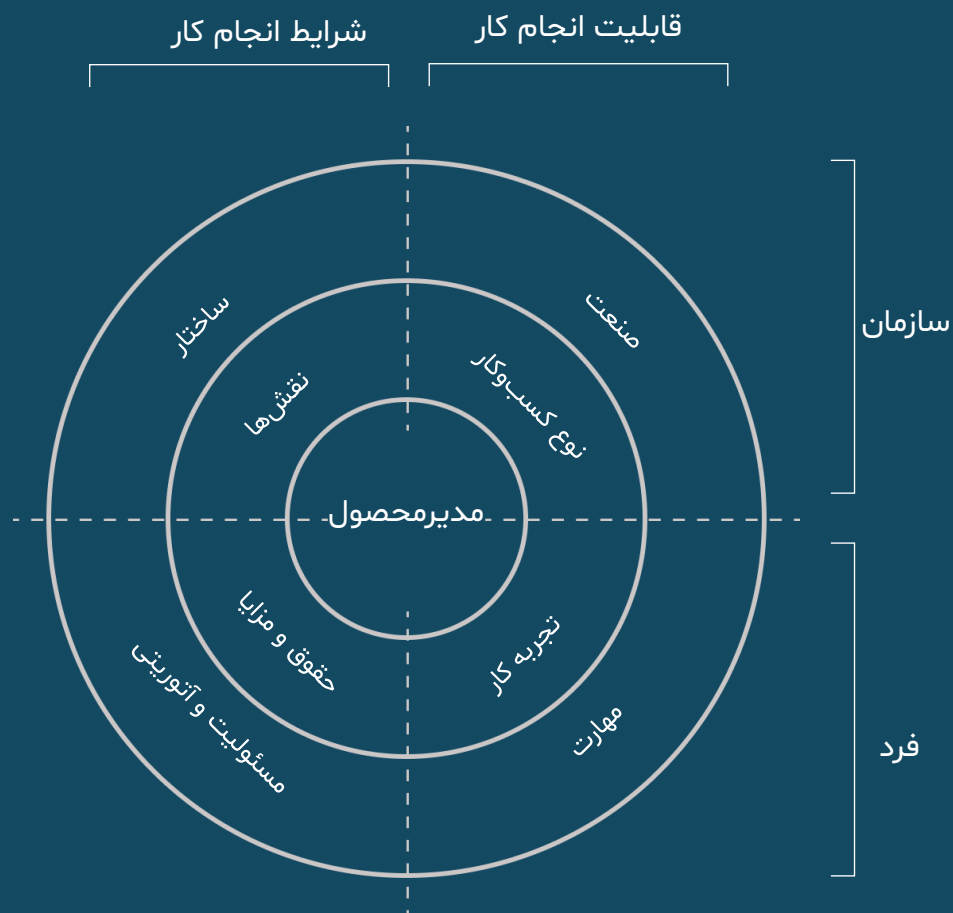 قابلیت انجام کار
شرایط انجام کار
صنعت
ساختار
سازمان
نوع کسب‌وکار
نقش‌ها
مدیرمحصول
تجربه کار
حقوق و مزایا
مهارت
مسئولیت و آتوریتی
فرد